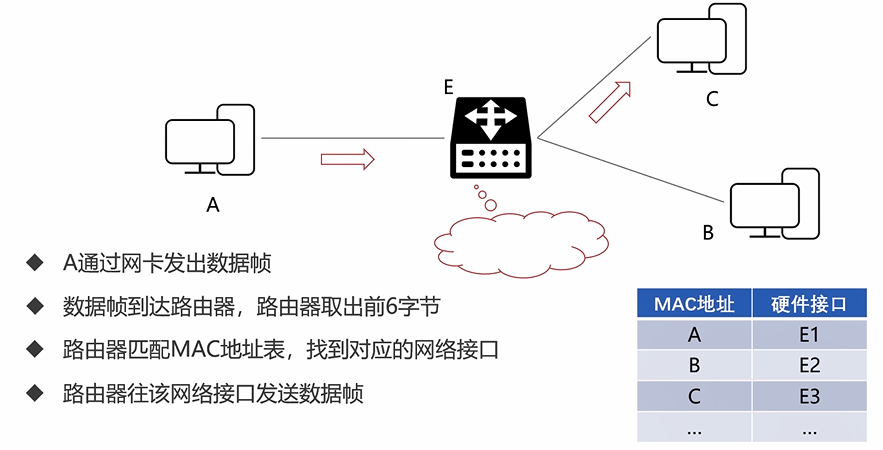 E
C
A
B
◆ A通过网卡发出数据帧
◆ 数据帧到达路由器，路由器取出前6字节
◆ 路由器匹配MAC地址表，找到对应的网络接口
◆ 路由器往该网络接口发送数据帧
MAC地址 硬件接口
A E1
B E2
C E3
... ...